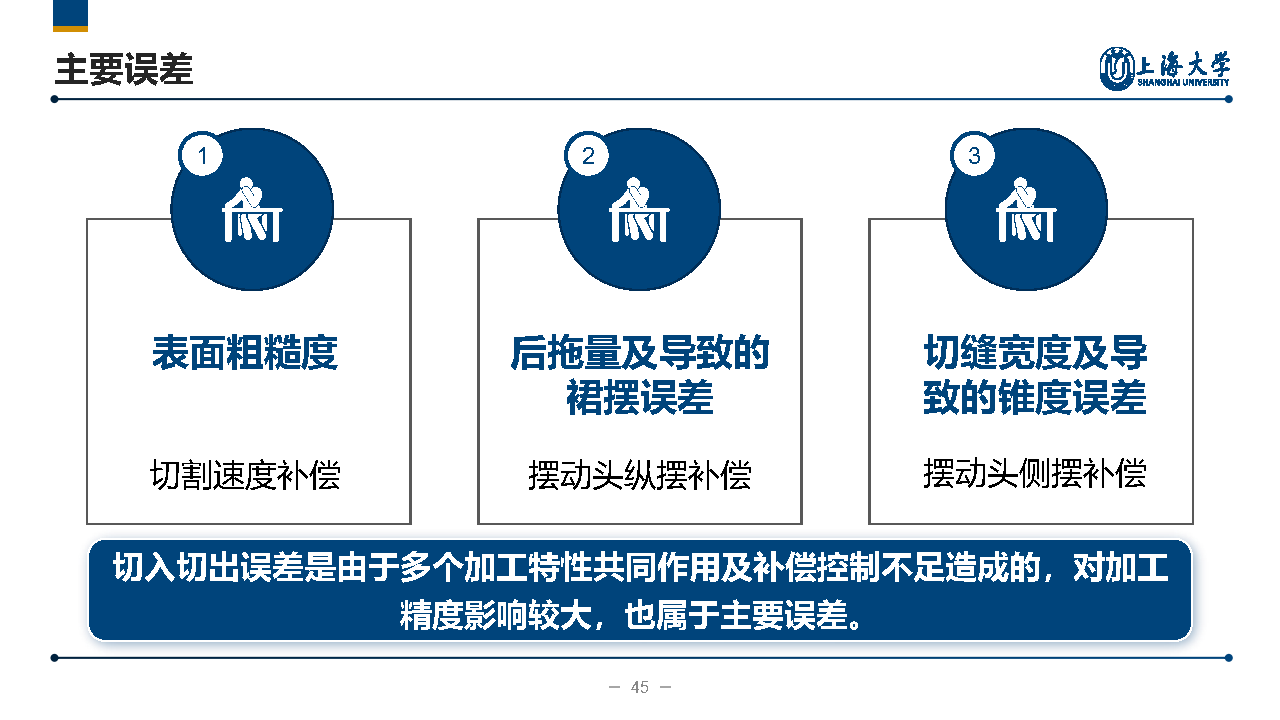 主要误差
上海大学
SHANGHAI UNIVERSITY
1
表面粗糙度
切割速度补偿
2
后拖量及导致的
裙摆误差
摆动头纵摆补偿
3
切缝宽度及导
致的锥度误差
摆动头侧摆补偿
切入切出误差是由于多个加工特性共同作用及补偿控制不足造成的，对加工
精度影响较大，也属于主要误差。
— 45 —